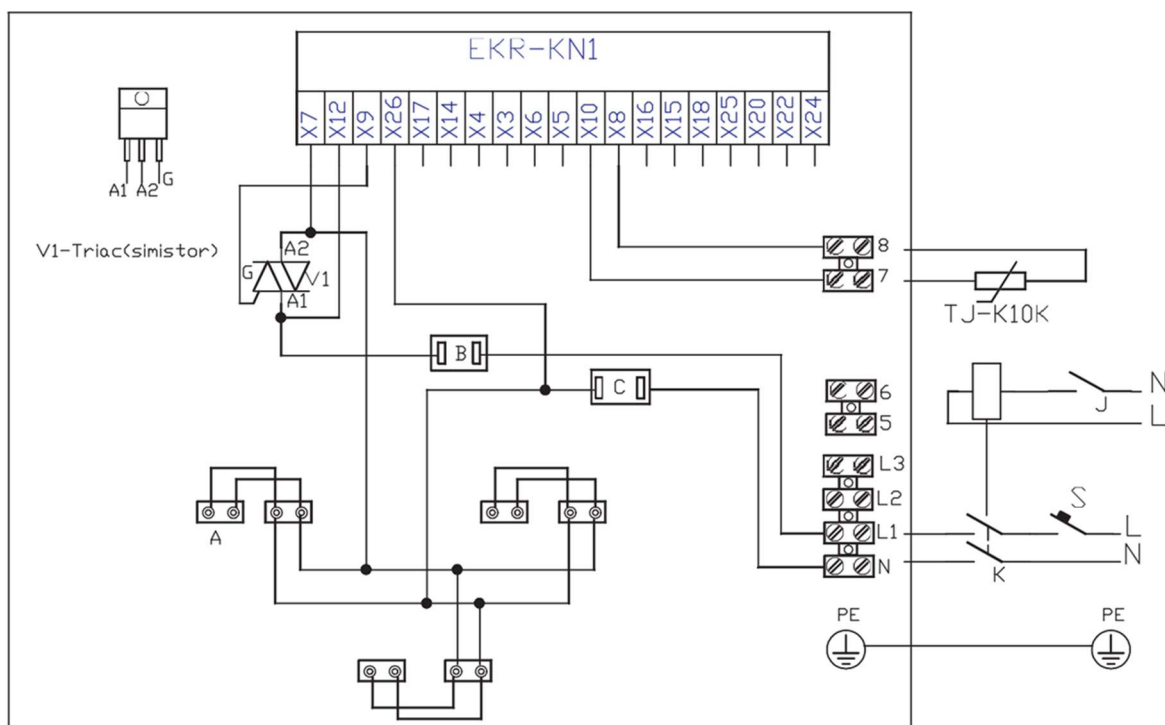 EKR-KN1
X7 X12 X9 X26 X17 X14 X4 X3 X6 X5 X10 X8 X16 X15 X18 X25 X20 X22 X24
A1 A2 G
V1-Triac(simistor)
A2
G V1
A1
8
7
TJ-K10K
B
C
6
5
J
N
L
L3
L2
L1
N
S
L
N
K
A
PE
PE